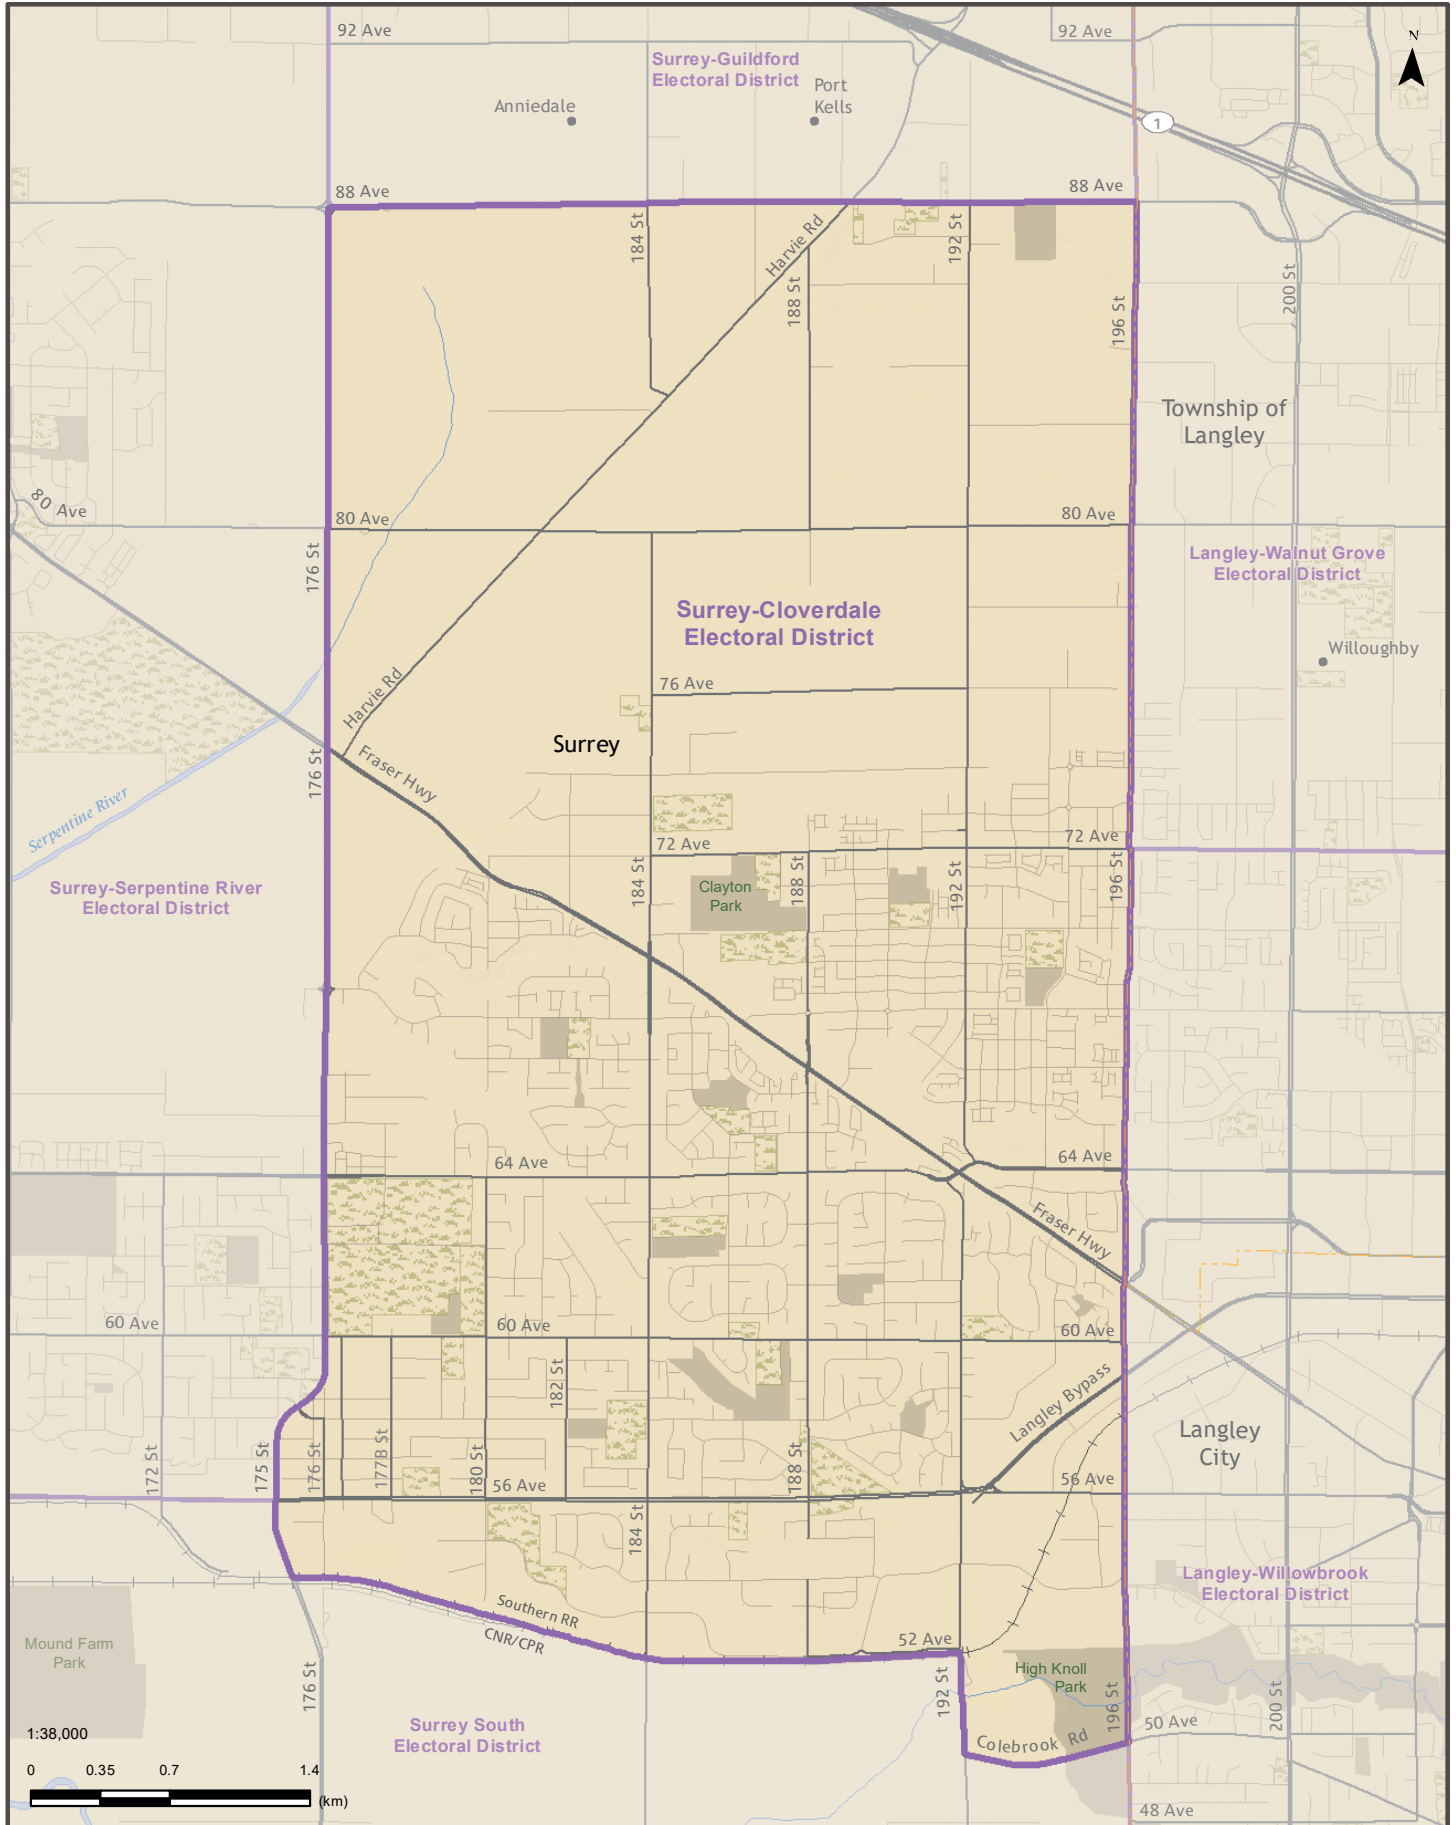 92 Ave
92 Ave
N
Surrey-Guildford
Electoral District
Port
Kells
Anniedale
1
88 Ave
88 Ave
184 St
Harvie Rd
192 St
188 St
196 St
200 St
Township of
Langley
80 Ave
80 Ave
80 Ave
176 St
Langley-Walnut Grove
Electoral District
Surrey-Cloverdale
Electoral District
Willoughby
76 Ave
Harvie Rd
Surrey
176 St
Fraser Hwy
Serpentine River
72 Ave
72 Ave
184 St
188 St
192 St
196 St
Clayton
Park
Surrey-Serpentine River
Electoral District
64 Ave
64 Ave
Fraser Hwy
60 Ave
60 Ave
60 Ave
182 St
Langley Bypass
172 St
175 St
176 St
177B St
180 St
188 St
Langley
City
56 Ave
56 Ave
184 St
Langley-Willowbrook
Electoral District
Southern RR
CNR/CPR
52 Ave
Mound Farm
Park
High Knoll
Park
176 St
192 St
196 St
200 St
50 Ave
Surrey South
Electoral District
Colebrook Rd
1:38,000
0 0.35 0.7 1.4
(km)
48 Ave